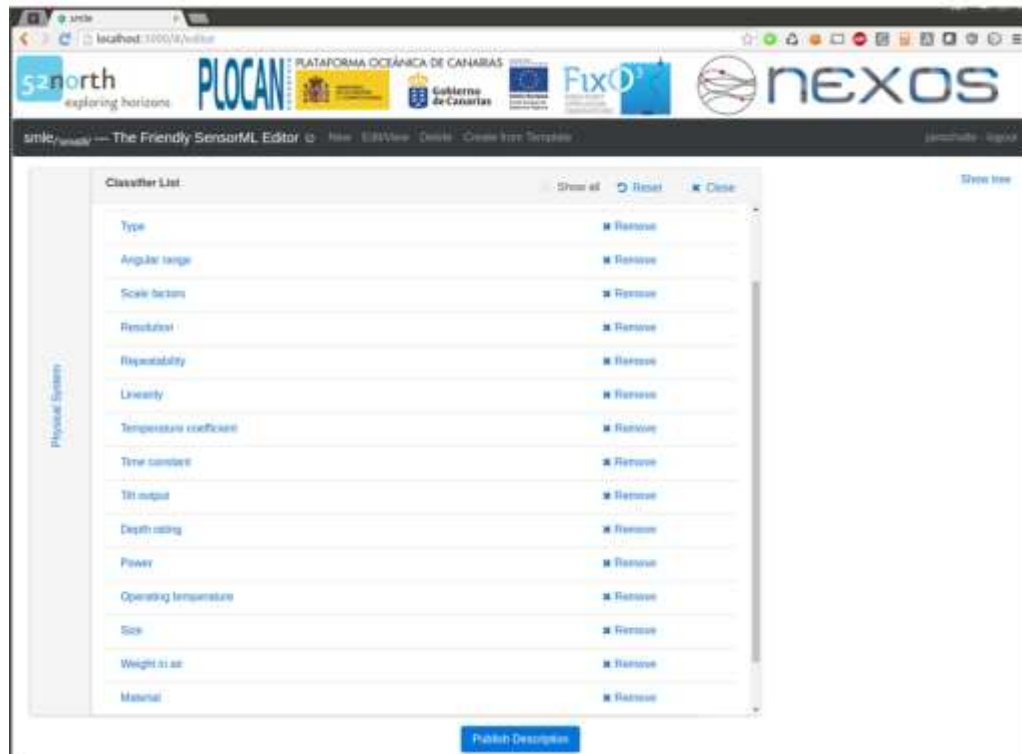 smle
localhost:1000/#/editor
52north
exploring horizons
PLOCAN
PLATAFORMA OCEÁNICA DE CANARIAS
Gobierno
de Canarias
FixO3
nexos
smle — The Friendly SensorML Editor New Edit/View Delete Create from Template logout
Classifier List Show all Reset Close
Show tree
Physical System
Type Remove
Angular range Remove
Scale factors Remove
Resolution Remove
Repeatability Remove
Linearity Remove
Temperature coefficient Remove
Time constant Remove
Tilt output Remove
Depth rating Remove
Power Remove
Operating temperature Remove
Size Remove
Weight in air Remove
Material Remove
Publish Description